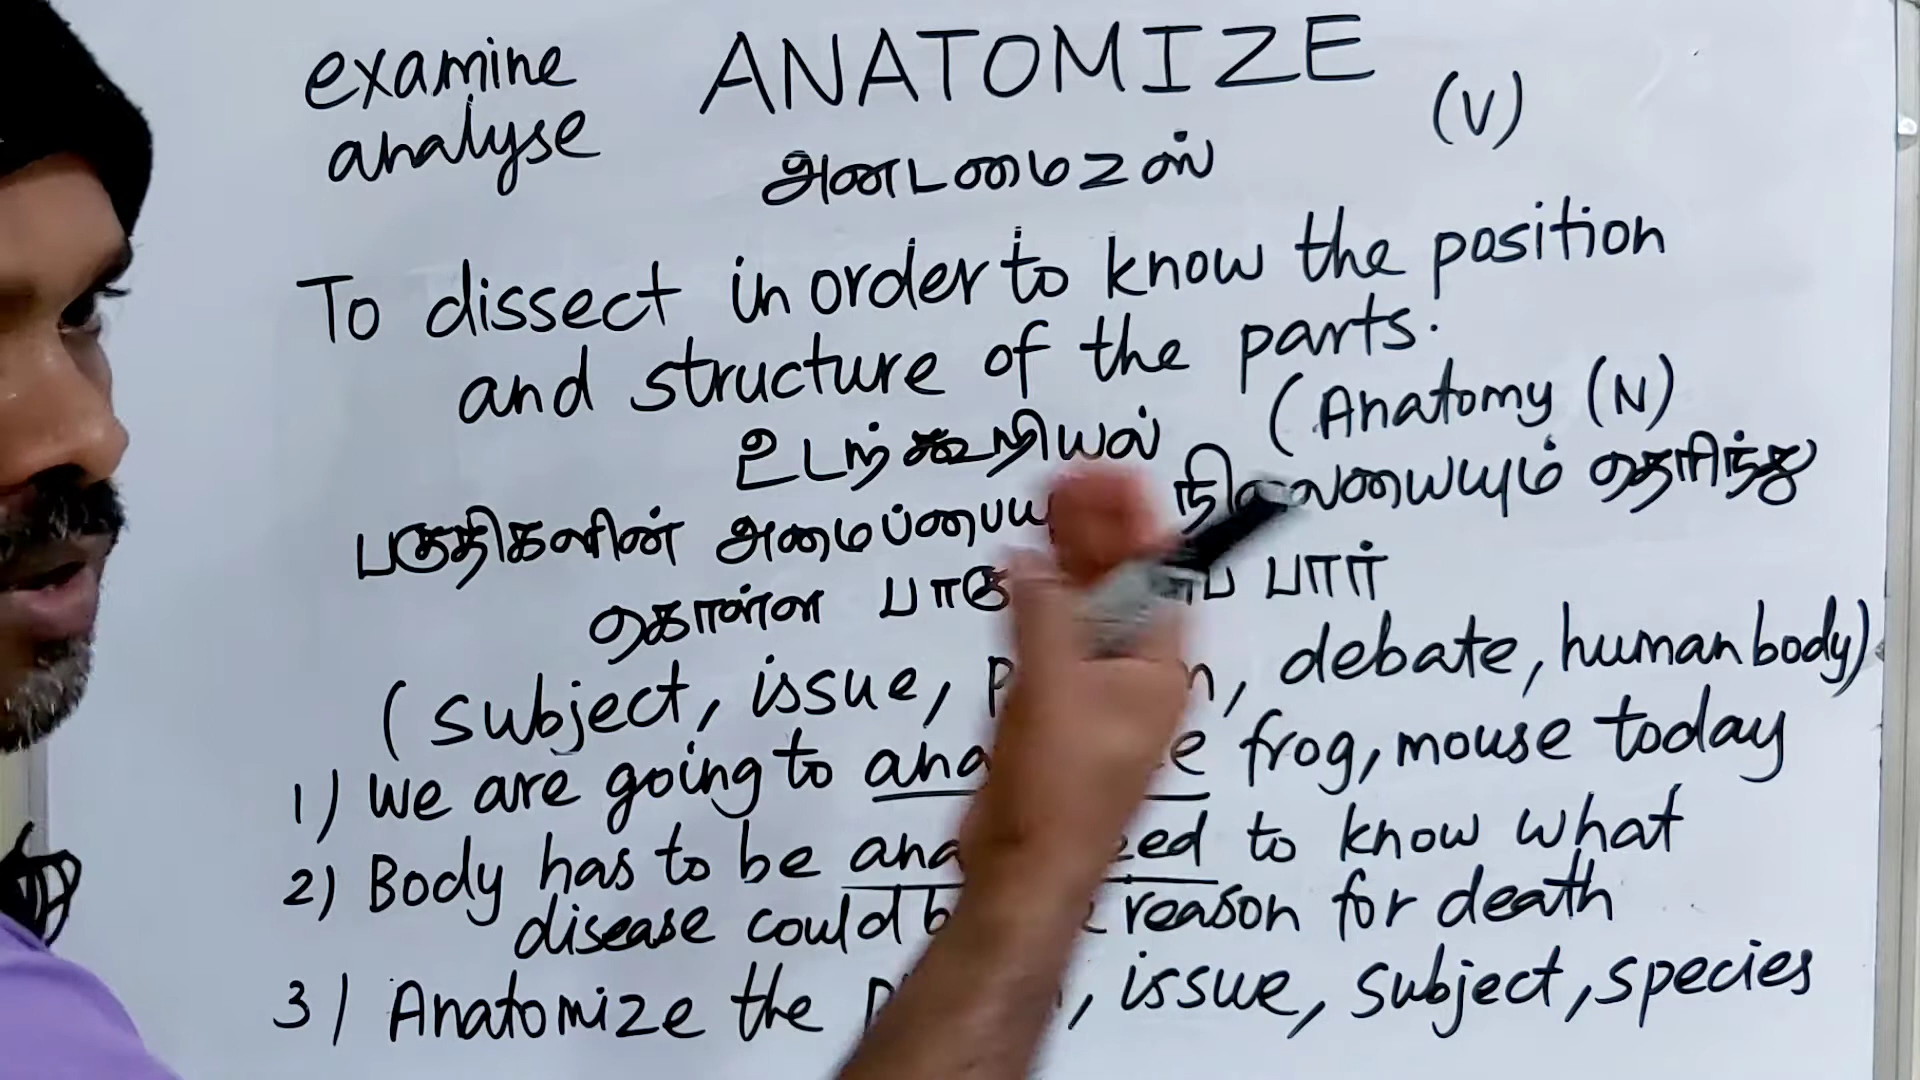 examine
analyse
ANATOMIZE
(V)
அனடமைZஸ்
To dissect in order to know the position
and structure of the parts.
(Anatomy (N)
உடற்கூறியல்
பகுதிகளின் அமைப்பை தெரிந்து
கொள்ள பார்
(subject, issue, debate, human body)
1) We are going to frog, mouse today
2) Body has to be to know what
disease could reason for death
3) Anatomize the issue, subject, species